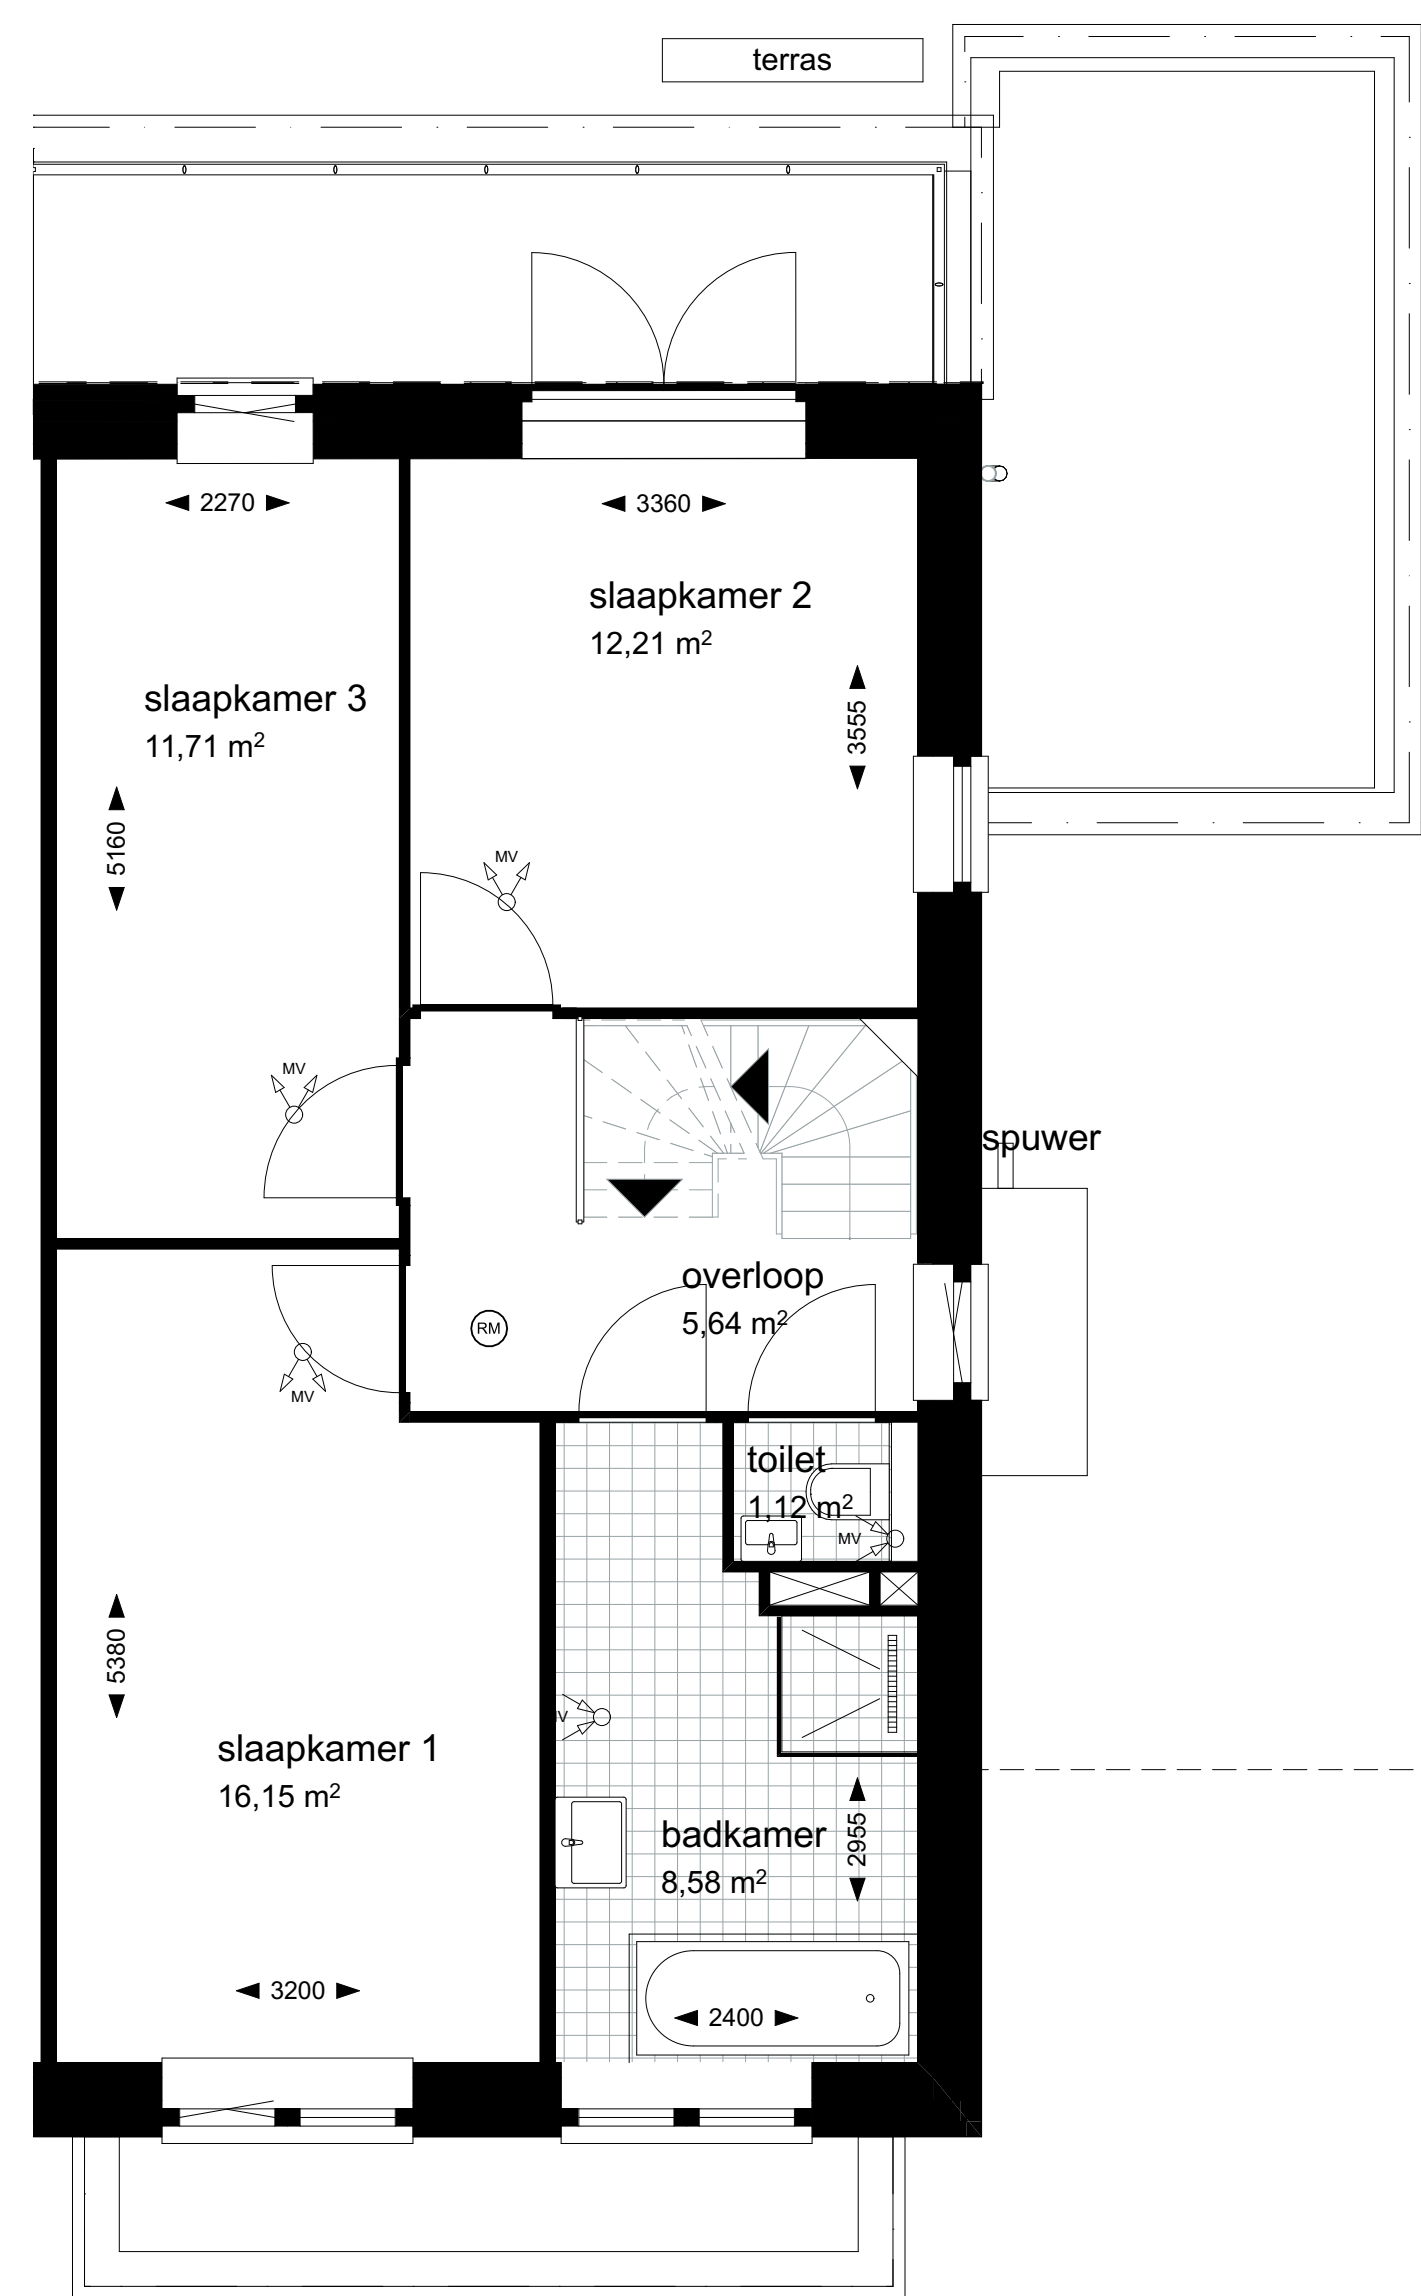 terras
2270
3360
slaapkamer 2
12,21 m²
slaapkamer 3
11,71 m²
3555
5160
MV
MV
spuwer
overloop
5,64 m²
RM
MV
toilet
1,12 m²
MV
5380
slaapkamer 1
16,15 m²
badkamer
8,58 m²
2955
3200
2400